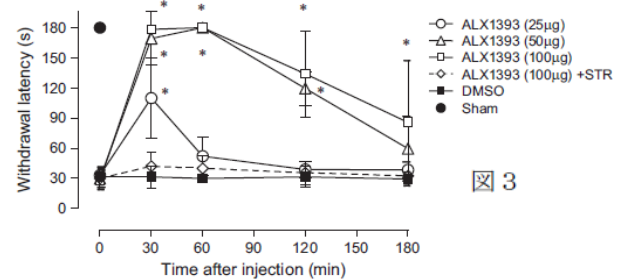 Withdrawal latency (s)
180
150
120
90
60
30
0
* * * * * * * *
0 30 60 90 120 150 180
Time after injection (min)
ALX1393 (25μg)
ALX1393 (50μg)
ALX1393 (100μg)
ALX1393 (100μg) +STR
DMSO
Sham
図3